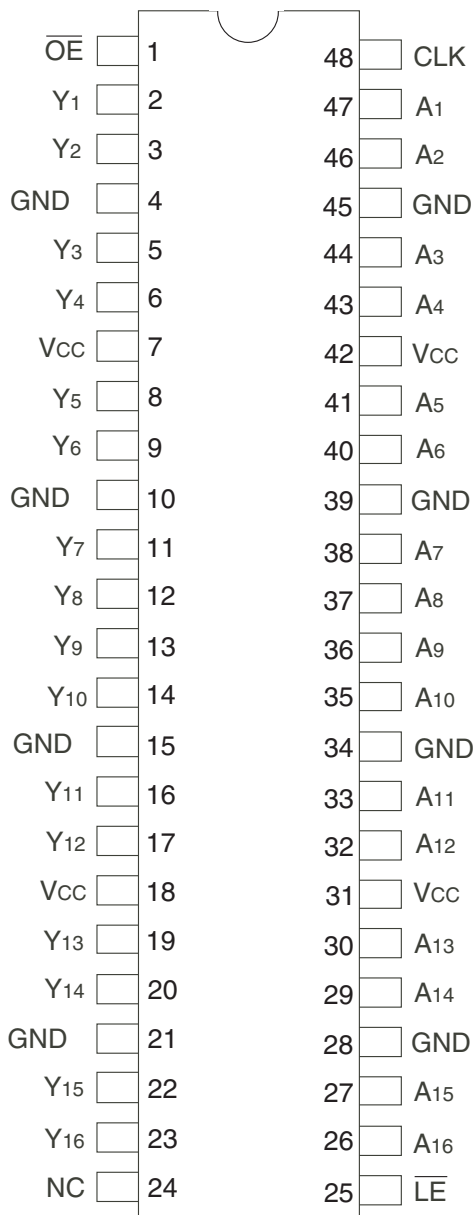 O̅E̅ 1 48 CLK
Y1 2 47 A1
Y2 3 46 A2
GND 4 45 GND
Y3 5 44 A3
Y4 6 43 A4
VCC 7 42 VCC
Y5 8 41 A5
Y6 9 40 A6
GND 10 39 GND
Y7 11 38 A7
Y8 12 37 A8
Y9 13 36 A9
Y10 14 35 A10
GND 15 34 GND
Y11 16 33 A11
Y12 17 32 A12
VCC 18 31 VCC
Y13 19 30 A13
Y14 20 29 A14
GND 21 28 GND
Y15 22 27 A15
Y16 23 26 A16
NC 24 25 L̅E̅